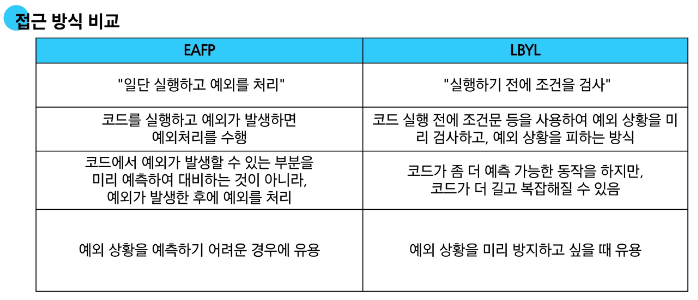 접근 방식 비교
EAFP
LBYL
"일단 실행하고 예외를 처리"
"실행하기 전에 조건을 검사"
코드를 실행하고 예외가 발생하면
예외처리를 수행
코드 실행 전에 조건문 등을 사용하여 예외 상황을 미
리 검사하고, 예외 상황을 피하는 방식
코드에서 예외가 발생할 수 있는 부분을
미리 예측하여 대비하는 것이 아니라,
예외가 발생한 후에 예외를 처리
코드가 좀 더 예측 가능한 동작을 하지만,
코드가 더 길고 복잡해질 수 있음
예외 상황을 예측하기 어려운 경우에 유용
예외 상황을 미리 방지하고 싶을 때 유용